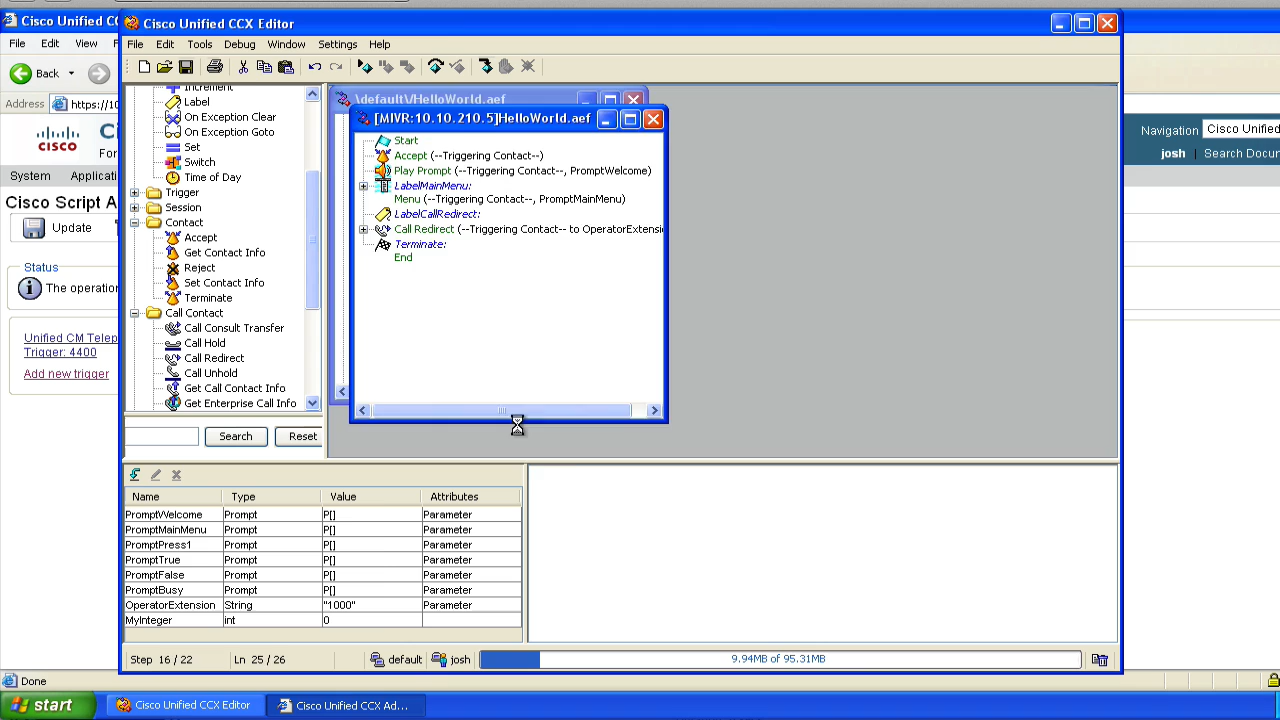 Cisco Unified CC
Cisco Unified CCX Editor
File Edit View
File Edit Tools Debug Window Settings Help
Back
Address https://10
Navigation Cisco Unified
CISCO
For
josh | Search Docum
System Applicati
Cisco Script A
Update
Status
The operatio
Unified CM Telep
Trigger: 4400
Add new trigger
Increment
Label
On Exception Clear
On Exception Goto
Set
Switch
Time of Day
Trigger
Session
Contact
Accept
Get Contact Info
Reject
Set Contact Info
Terminate
Call Contact
Call Consult Transfer
Call Hold
Call Redirect
Call Unhold
Get Call Contact Info
Get Enterprise Call Info
Search Reset
\default\/HelloWorld.aef
[MIVR:10.10.210.5]HelloWorld.aef
Start
Accept (--Triggering Contact--)
Play Prompt (--Triggering Contact--, PromptWelcome)
LabelMainMenu:
Menu (--Triggering Contact--, PromptMainMenu)
LabelCallRedirect:
Call Redirect (--Triggering Contact-- to OperatorExtensi
Terminate:
End
Name Type Value Attributes
PromptWelcome Prompt P[] Parameter
PromptMainMenu Prompt P[] Parameter
PromptPress1 Prompt P[] Parameter
PromptTrue Prompt P[] Parameter
PromptFalse Prompt P[] Parameter
PromptBusy Prompt P[] Parameter
OperatorExtension String "1000" Parameter
MyInteger int 0
Step 16 / 22 Ln 25 / 26 default josh 9.94MB of 95.31MB
Done
start Cisco Unified CCX Editor Cisco Unified CCX Ad...